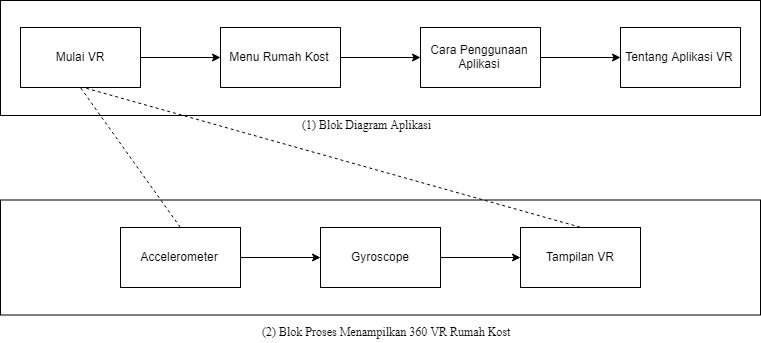 Mulai VR
Menu Rumah Kost
Cara Penggunaan
Aplikasi
Tentang Aplikasi VR
(1) Blok Diagram Aplikasi
Accelerometer
Gyroscope
Tampilan VR
(2) Blok Proses Menampilkan 360 VR Rumah Kost